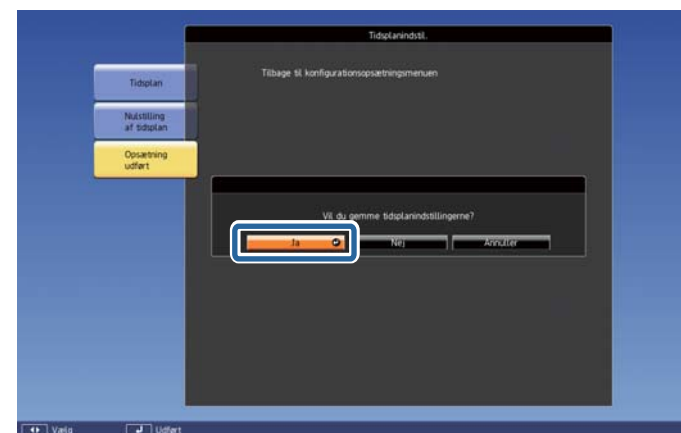 Tidsplanindstil.
Tilbage til konfigurationsopsætningsmenuen
Tidsplan
Nulstilling
af tidsplan
Opsætning
udført
Vil du gemme tidsplanindstillingerne?
Ja
Nej
Annuller
Vælg
Udført